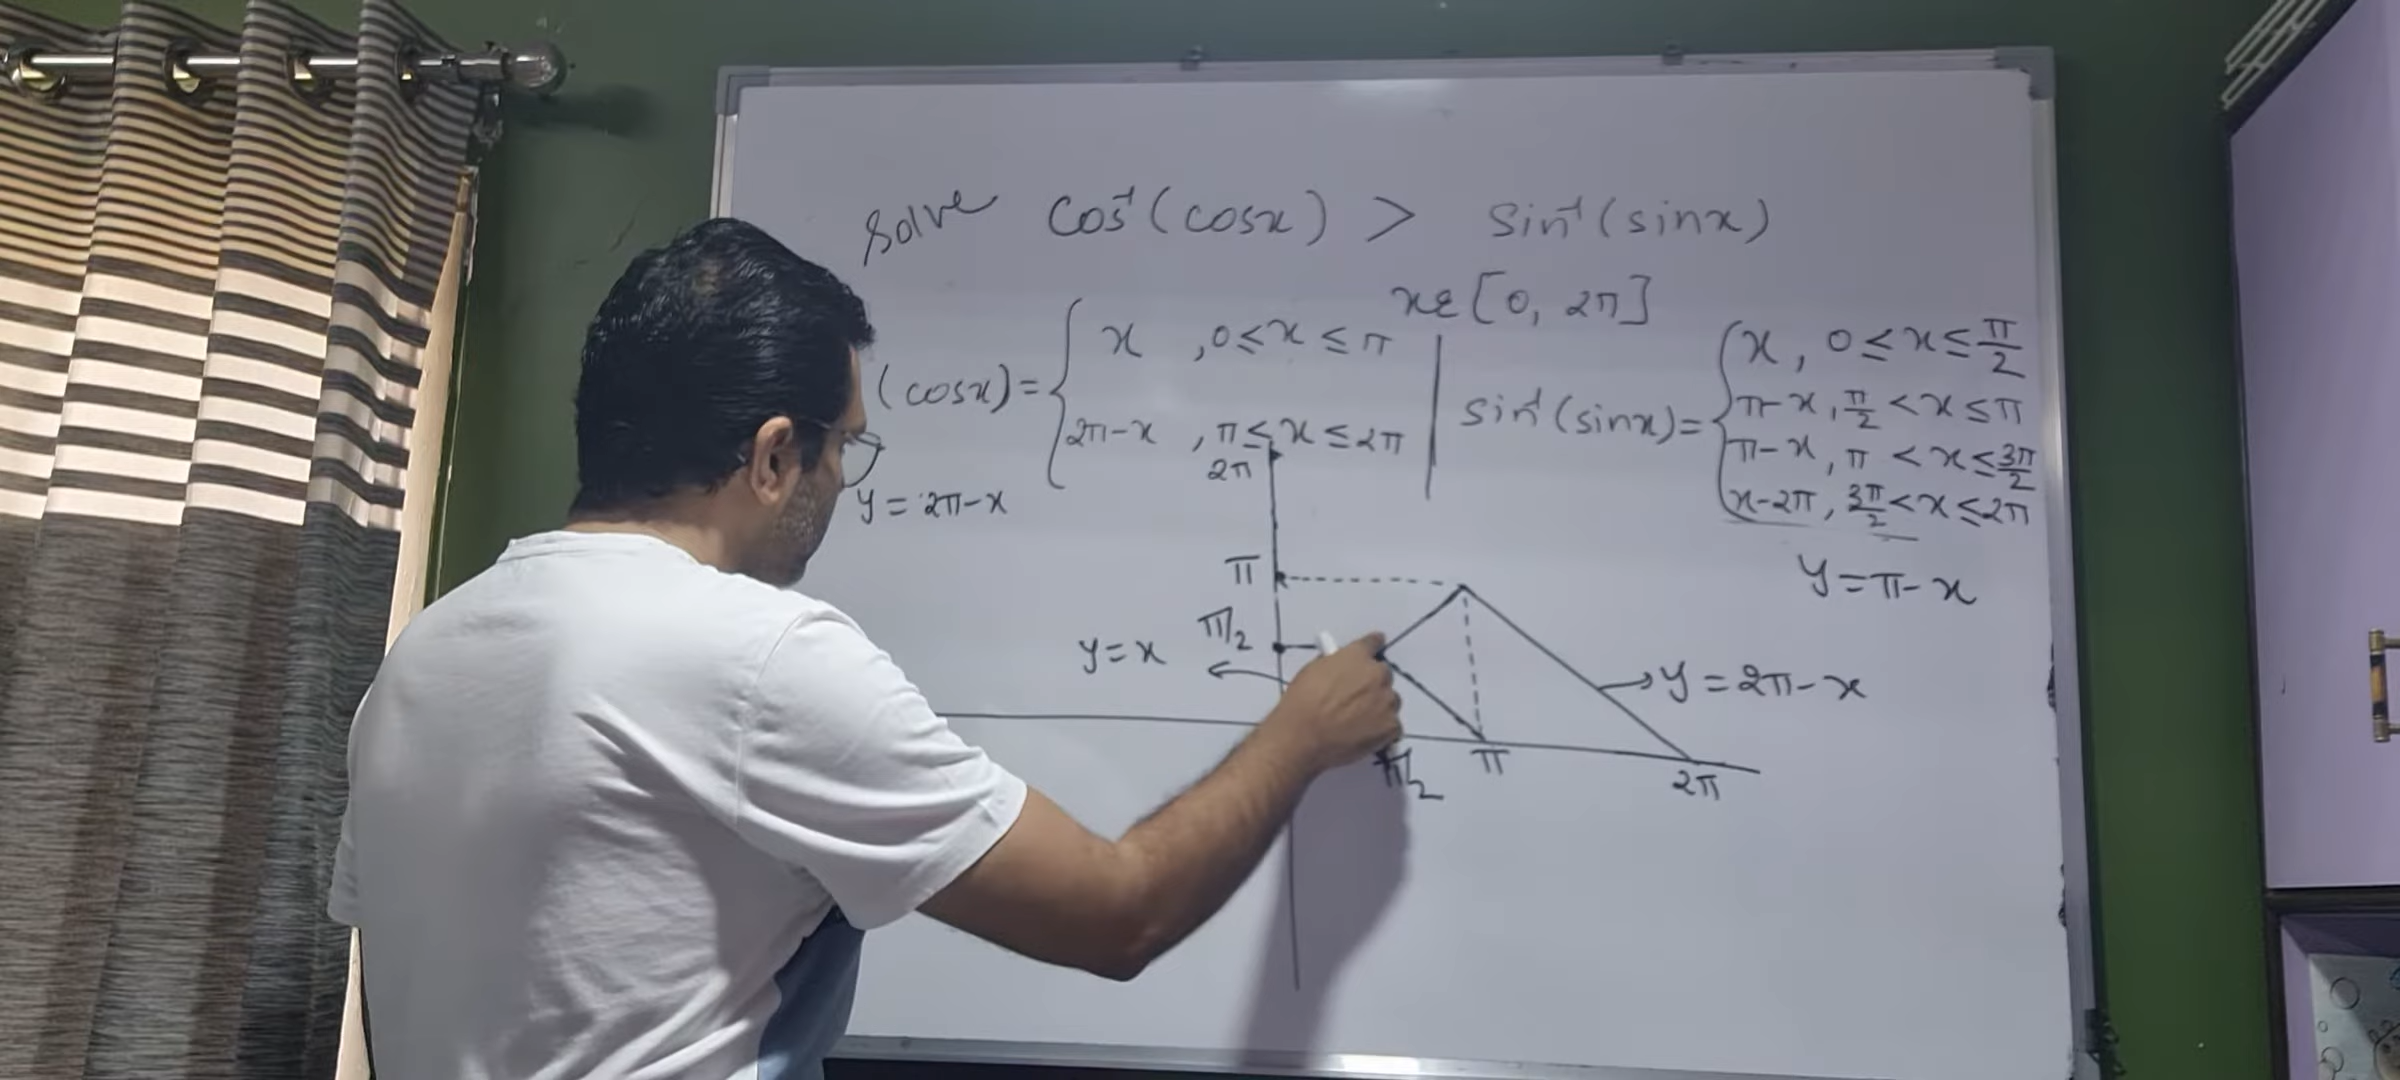 Solve cos⁻¹(cosx) > sin⁻¹(sinx)
x ε [0, 2π]
(cosx) = { x , 0 ≤ x ≤ π
2π-x , π ≤ x ≤ 2π
sin⁻¹(sinx) = { x, 0 ≤ x ≤ π/2
π-x, π/2 < x ≤ π
π-x, π < x ≤ 3π/2
x-2π, 3π/2 < x ≤ 2π
y = 2π-x
2π
y = π-x
π
π/2
y = x
y = 2π-x
π/2
π
2π